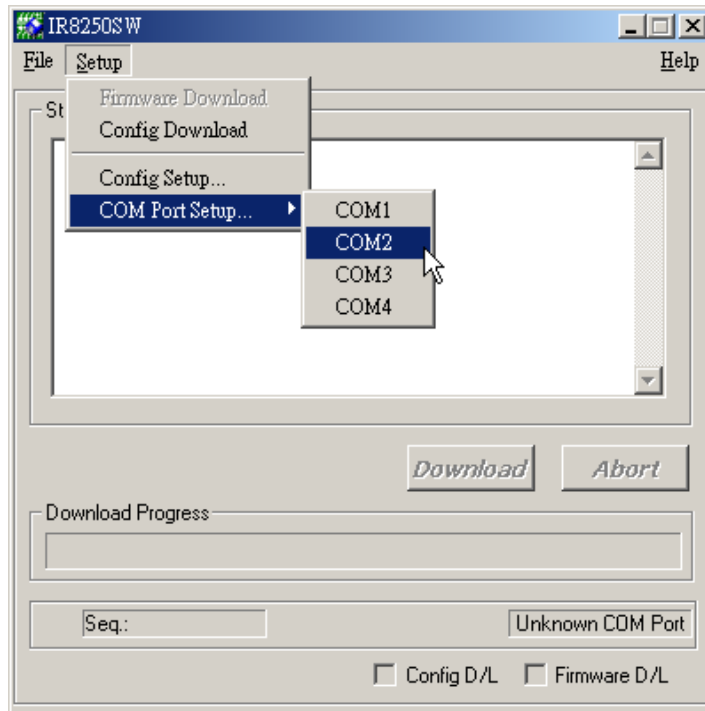 IR8250SW
File Setup Help
St
Firmware Download
Config Download
Config Setup...
COM Port Setup...
COM1
COM2
COM3
COM4
Download Abort
Download Progress
Seq.: Unknown COM Port
Config D/L Firmware D/L